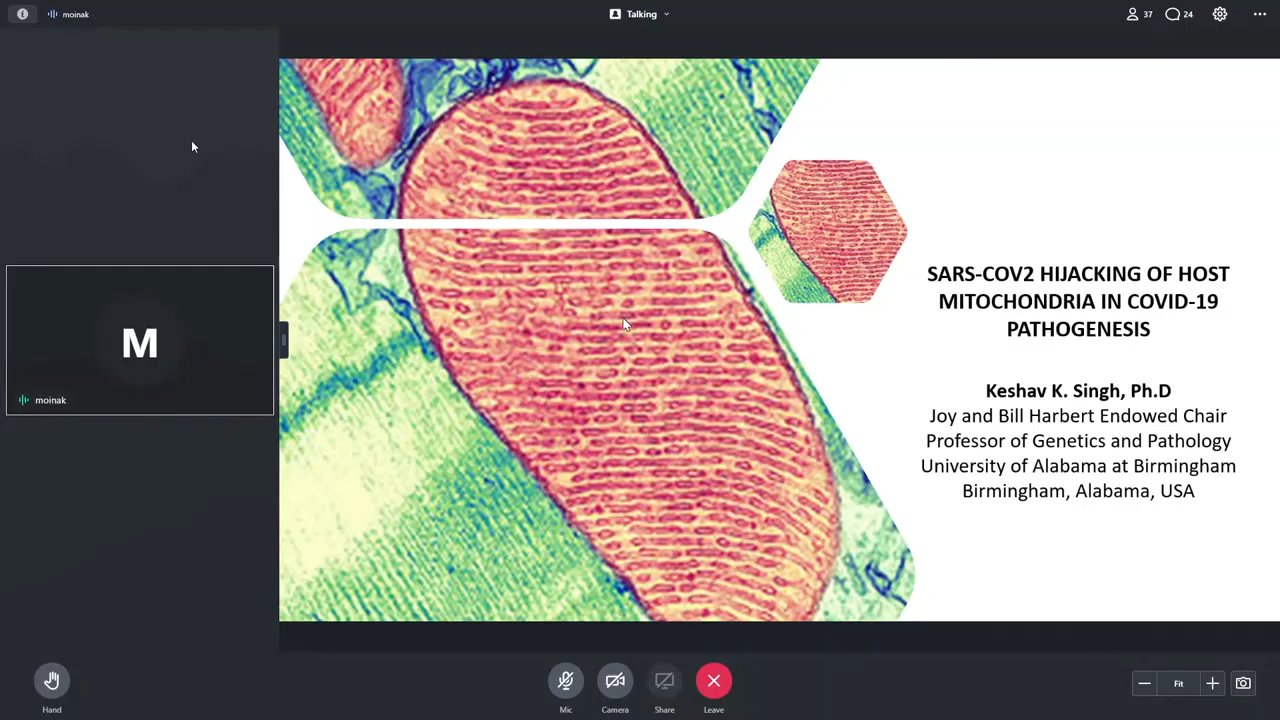 moinak
Talking
37
24
SARS-COV2 HIJACKING OF HOST
MITOCHONDRIA IN COVID-19
PATHOGENESIS
Keshav K. Singh, Ph.D
Joy and Bill Harbert Endowed Chair
Professor of Genetics and Pathology
University of Alabama at Birmingham
Birmingham, Alabama, USA
M
moinak
Hand
Mic
Camera
Share
Leave
Fit